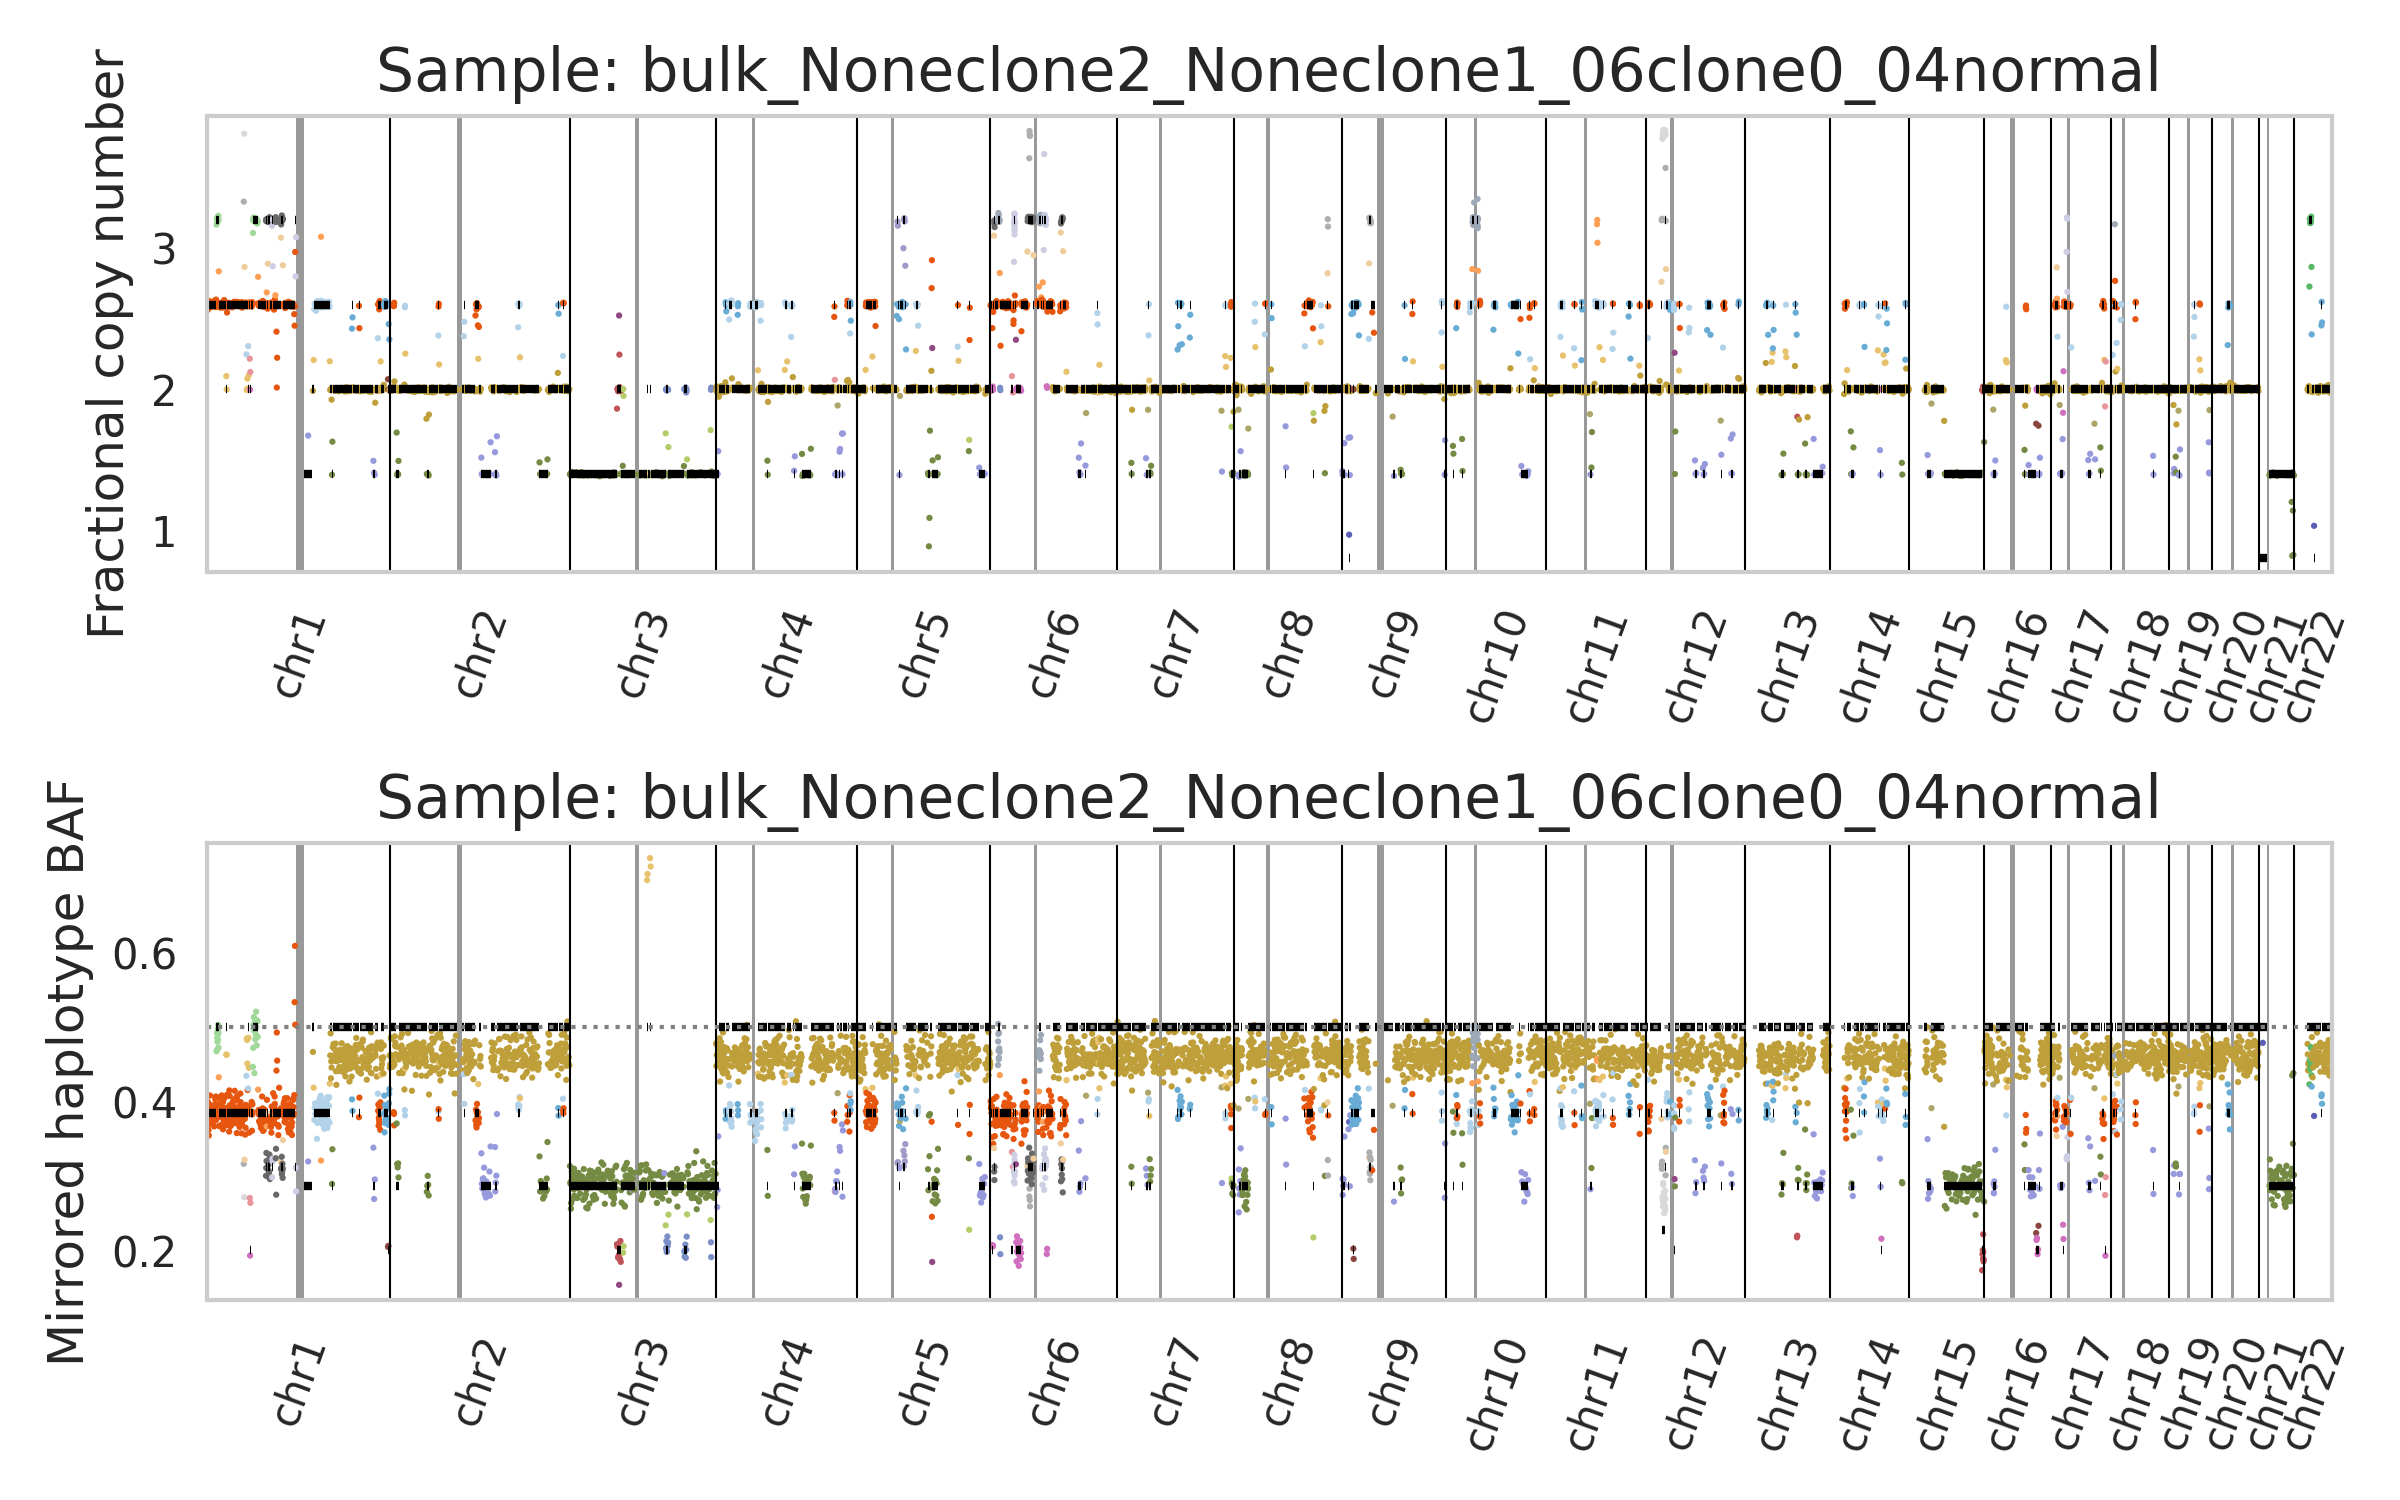 Sample: bulk_Noneclone2_Noneclone1_06clone0_04normal
Fractional copy number
3
2
1
chr1 chr2 chr3 chr4 chr5 chr6 chr7 chr8 chr9 chr10 chr11 chr12 chr13 chr14 chr15 chr16 chr17 chr18 chr19 chr20 chr21 chr22
Sample: bulk_Noneclone2_Noneclone1_06clone0_04normal
Mirrored haplotype BAF
0.6
0.4
0.2
chr1 chr2 chr3 chr4 chr5 chr6 chr7 chr8 chr9 chr10 chr11 chr12 chr13 chr14 chr15 chr16 chr17 chr18 chr19 chr20 chr21 chr22